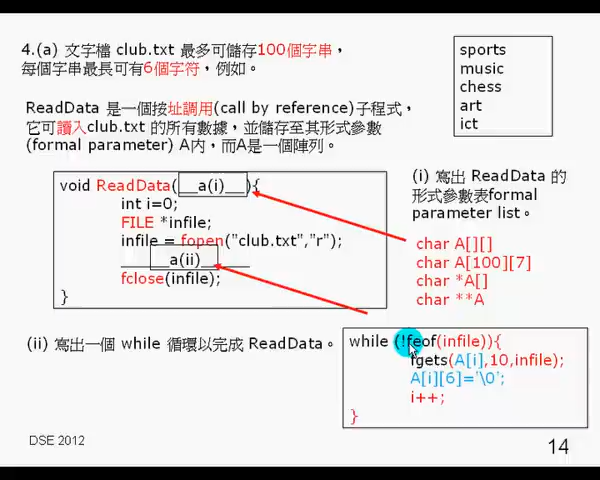 4.(a) 文字檔 club.txt 最多可儲存100個字串，
每個字串最長可有6個字符，例如。
sports
music
chess
art
ict
ReadData 是一個按址調用(call by reference)子程式，
它可讀入club.txt 的所有數據，並儲存至其形式參數
(formal parameter) A内，而A是一個陣列。
void ReadData(__a(i)__){
int i=0;
FILE *infile;
infile = fopen("club.txt","r");
____a(ii)____
fclose(infile);
}
(i) 寫出 ReadData 的
形式參數表formal
parameter list。
char A[][]
char A[100][7]
char *A[]
char **A
(ii) 寫出一個 while 循環以完成 ReadData。
while (!feof(infile)){
fgets(A[i],10,infile);
A[i][6]='\0';
i++;
}
DSE 2012
14